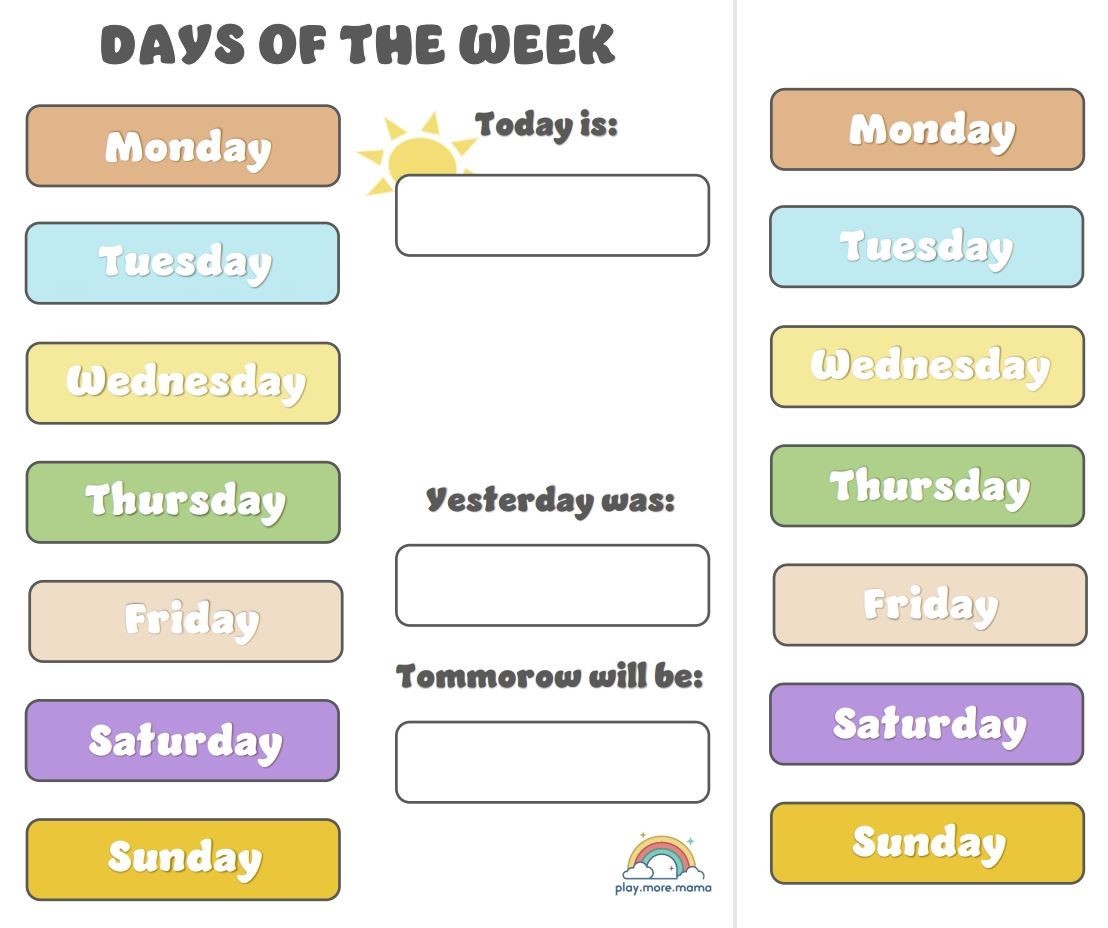 DAYS OF THE WEEK
Monday
Tuesday
Wednesday
Thursday
Friday
Saturday
Sunday
Today is:
Yesterday was:
Tommorow will be:
play.more.mama
Monday
Tuesday
Wednesday
Thursday
Friday
Saturday
Sunday